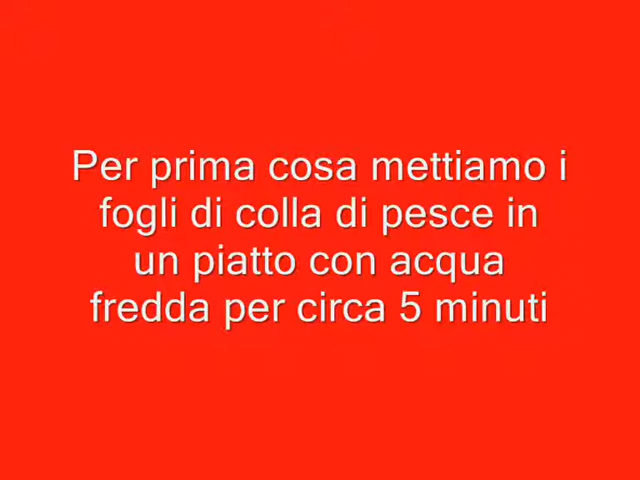 Per prima cosa mettiamo i
fogli di colla di pesce in
un piatto con acqua
fredda per circa 5 minuti